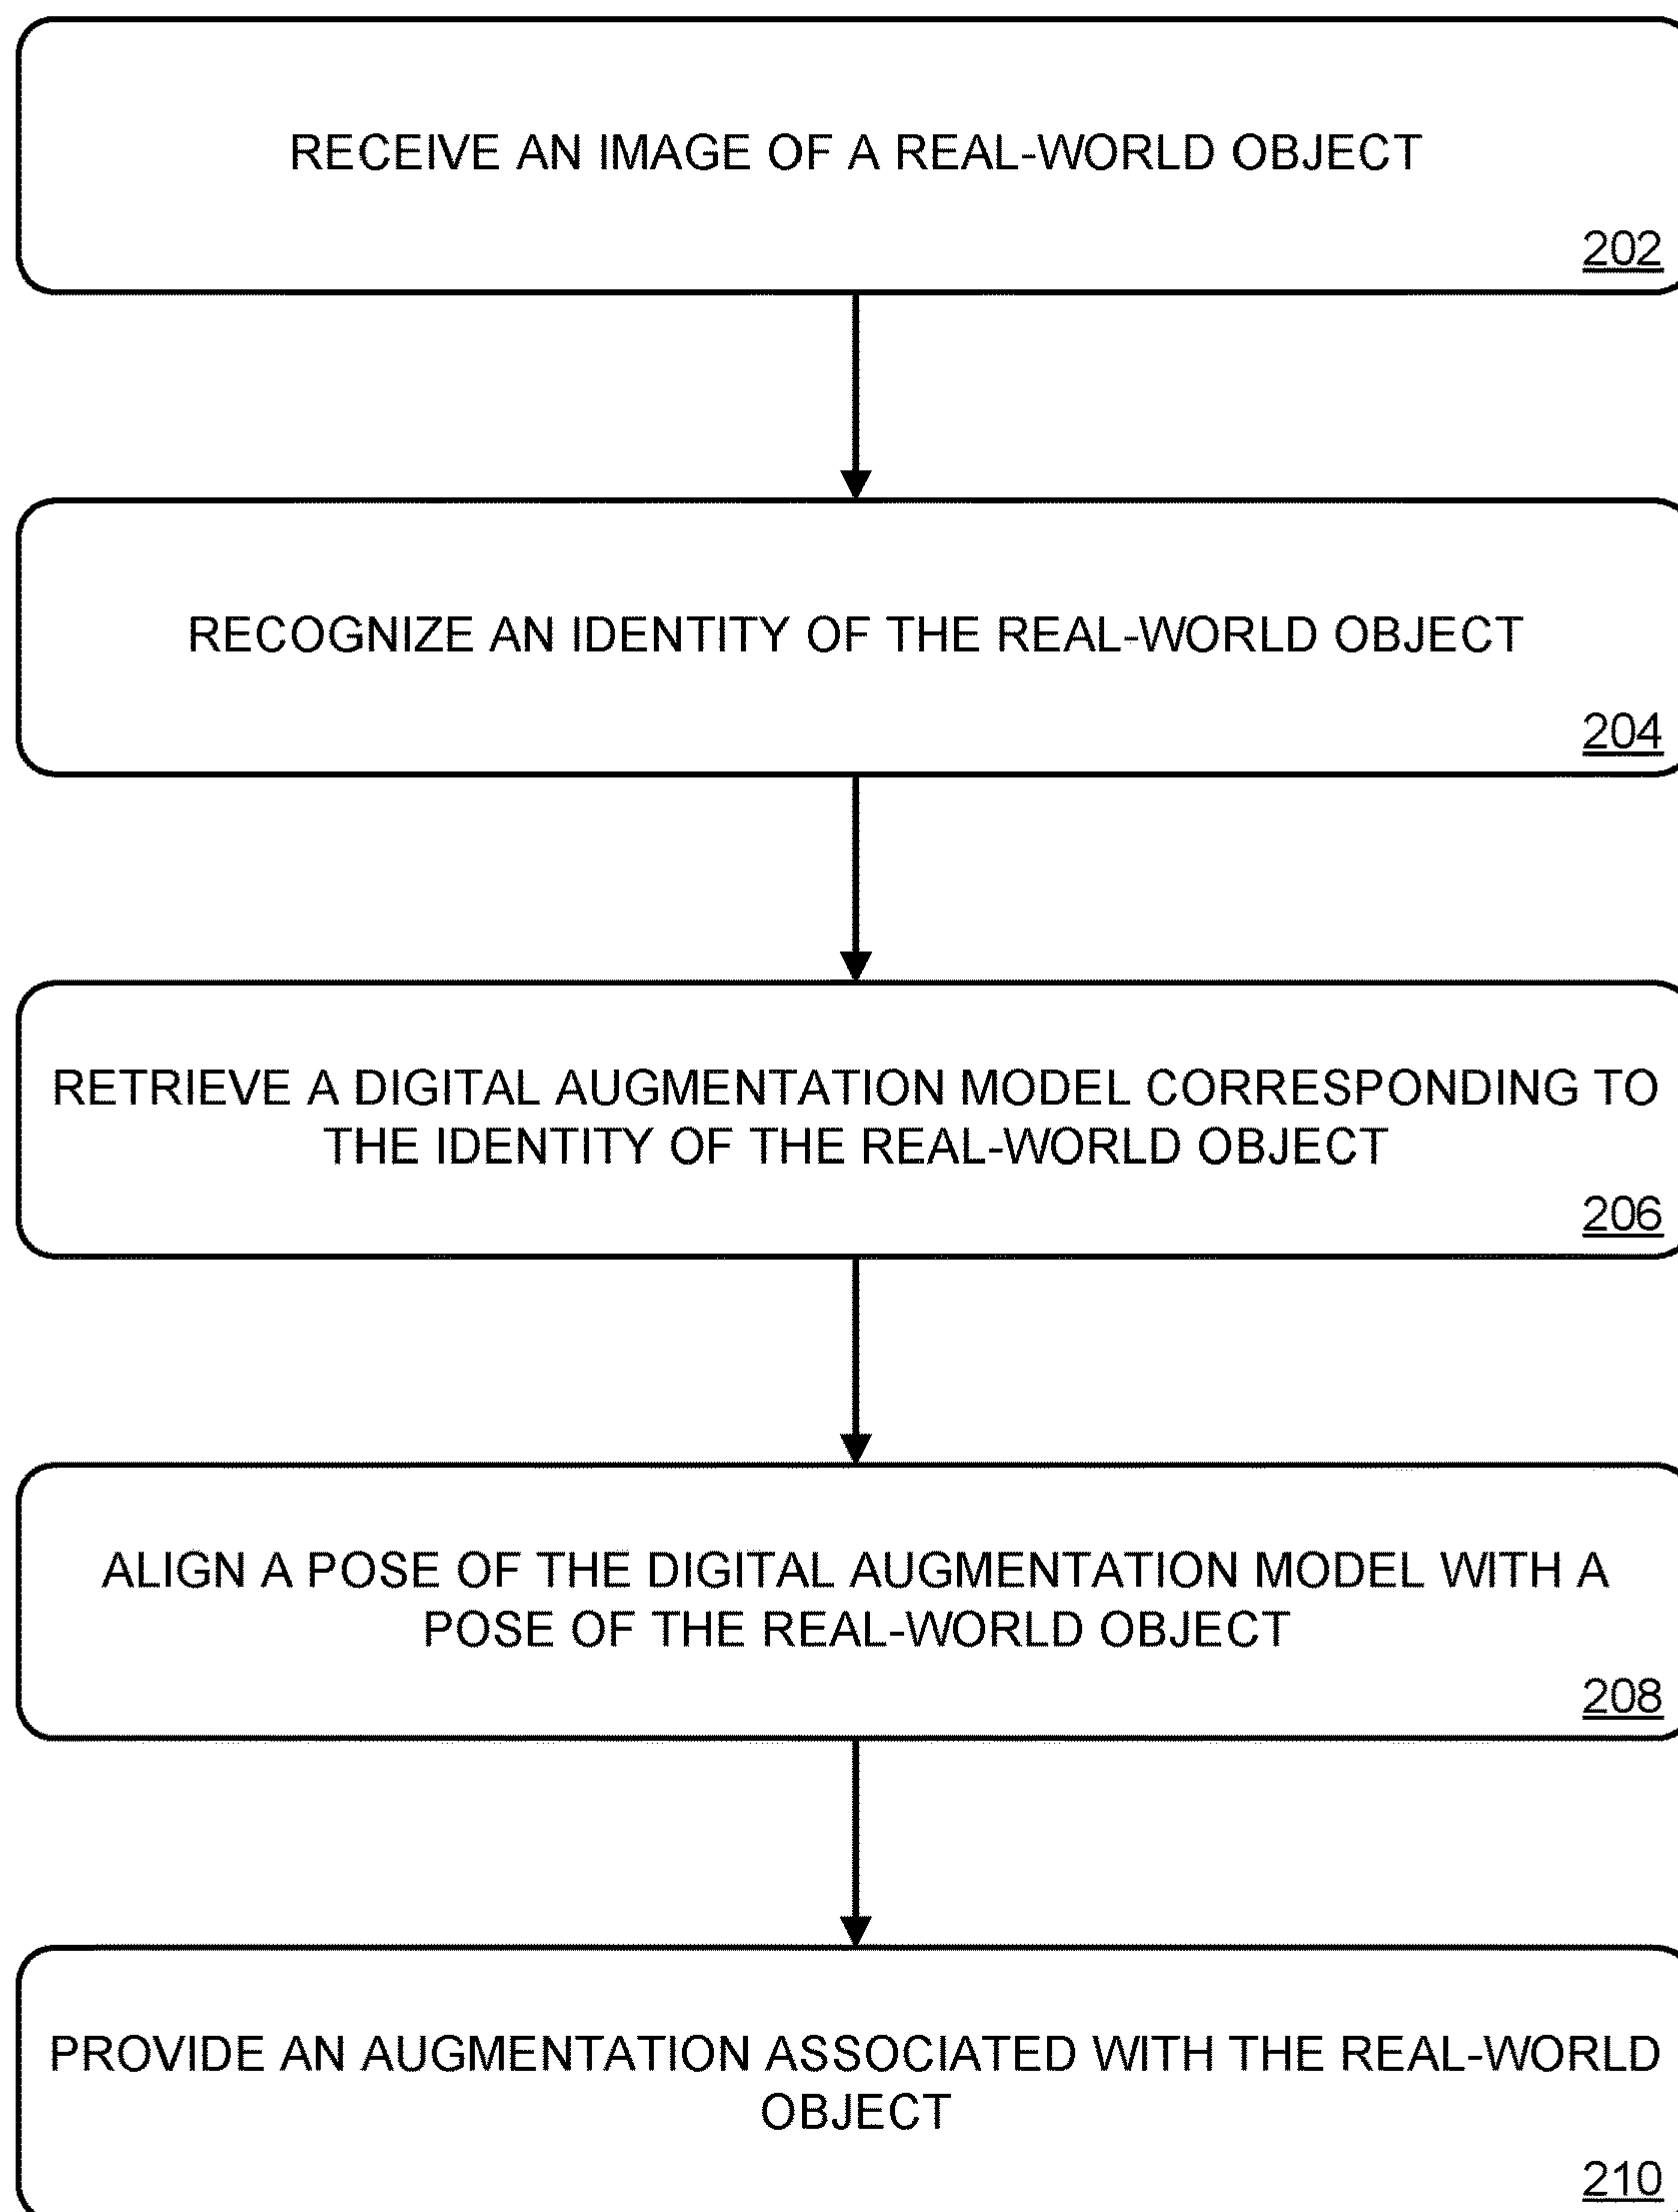 RECEIVE AN IMAGE OF A REAL-WORLD OBJECT
202
RECOGNIZE AN IDENTITY OF THE REAL-WORLD OBJECT
204
RETRIEVE A DIGITAL AUGMENTATION MODEL CORRESPONDING TO
THE IDENTITY OF THE REAL-WORLD OBJECT
206
ALIGN A POSE OF THE DIGITAL AUGMENTATION MODEL WITH A
POSE OF THE REAL-WORLD OBJECT
208
PROVIDE AN AUGMENTATION ASSOCIATED WITH THE REAL-WORLD
OBJECT
210